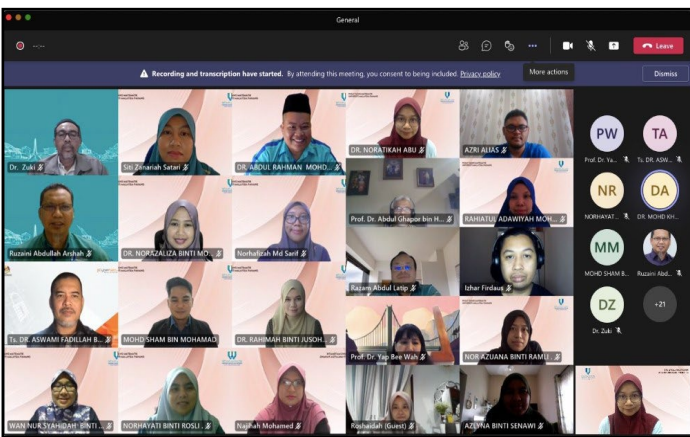 General
--:--
Leave
Recording and transcription have started. By attending this meeting, you consent to being included. Privacy policy
More actions
Dismiss
Dr. Zuki
Siti Zanariah Satari
DR. ABDUL RAHMAN MOHD...
DR. NORATIKAH ABU
AZRI ALIAS
Prof. Dr. Abdul Ghapor bin H...
RAHIATUL ADAWIYAH MOH...
Ruzaini Abdullah Arshah
DR. NORAZALIZA BINTI MO...
Norhafizah Md Sarif
Razam Abdul Latip
Izhar Firdaus
Ts. DR. ASWAMI FADILLAH B...
MOHD SHAM BIN MOHAMAD
DR. RAHIMAH BINTI JUSOH...
Prof. Dr. Yap Bee Wah
NOR AZUANA BINTI RAMLI
WAN NUR SYAHIDAH BINTI...
NORHAYATI BINTI ROSLI
Najihah Mohamed
Roshaidah (Guest)
AZLYNA BINTI SENAWI
PW
TA
Prof. Dr. Ya...
Ts. DR. ASW...
NR
DA
NORHAYAT...
DR. MOHD KH...
MM
MOHD SHAM B...
Ruzaini Abd...
DZ
+21
Dr. Zuki